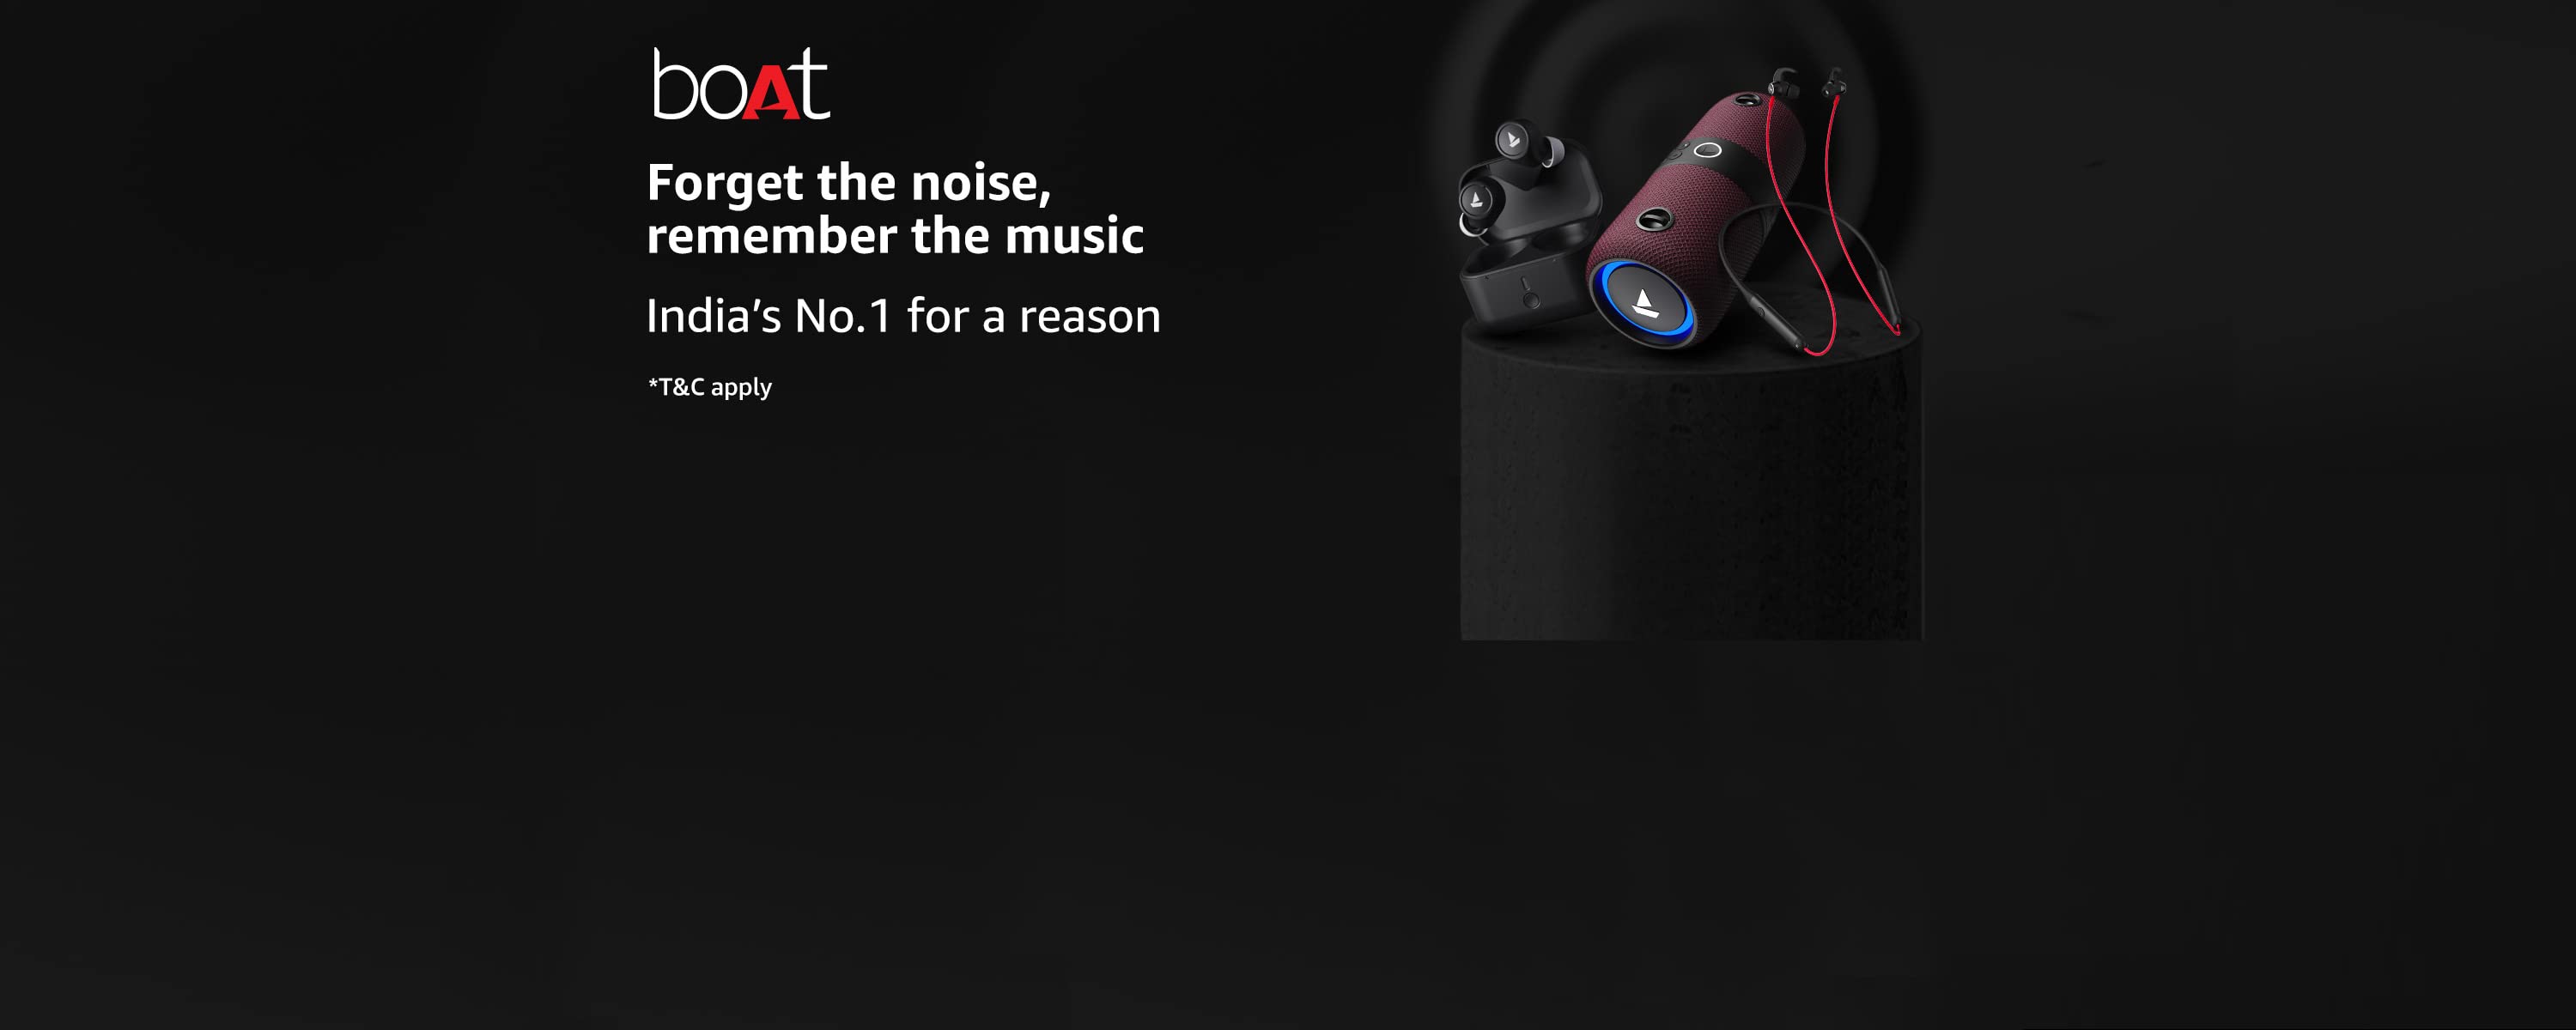 boAt
Forget the noise,
remember the music
India’s No.1 for a reason
*T&C apply